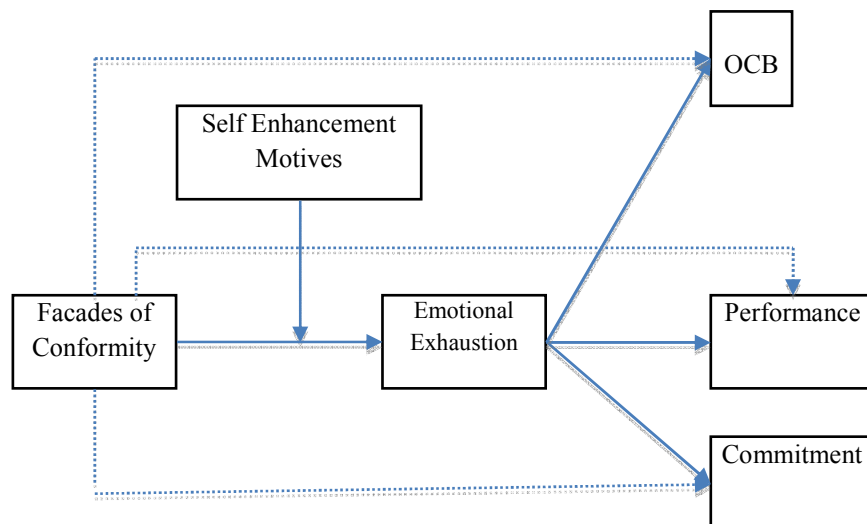 OCB
Self Enhancement
Motives
Facades of
Conformity
Emotional
Exhaustion
Performance
Commitment